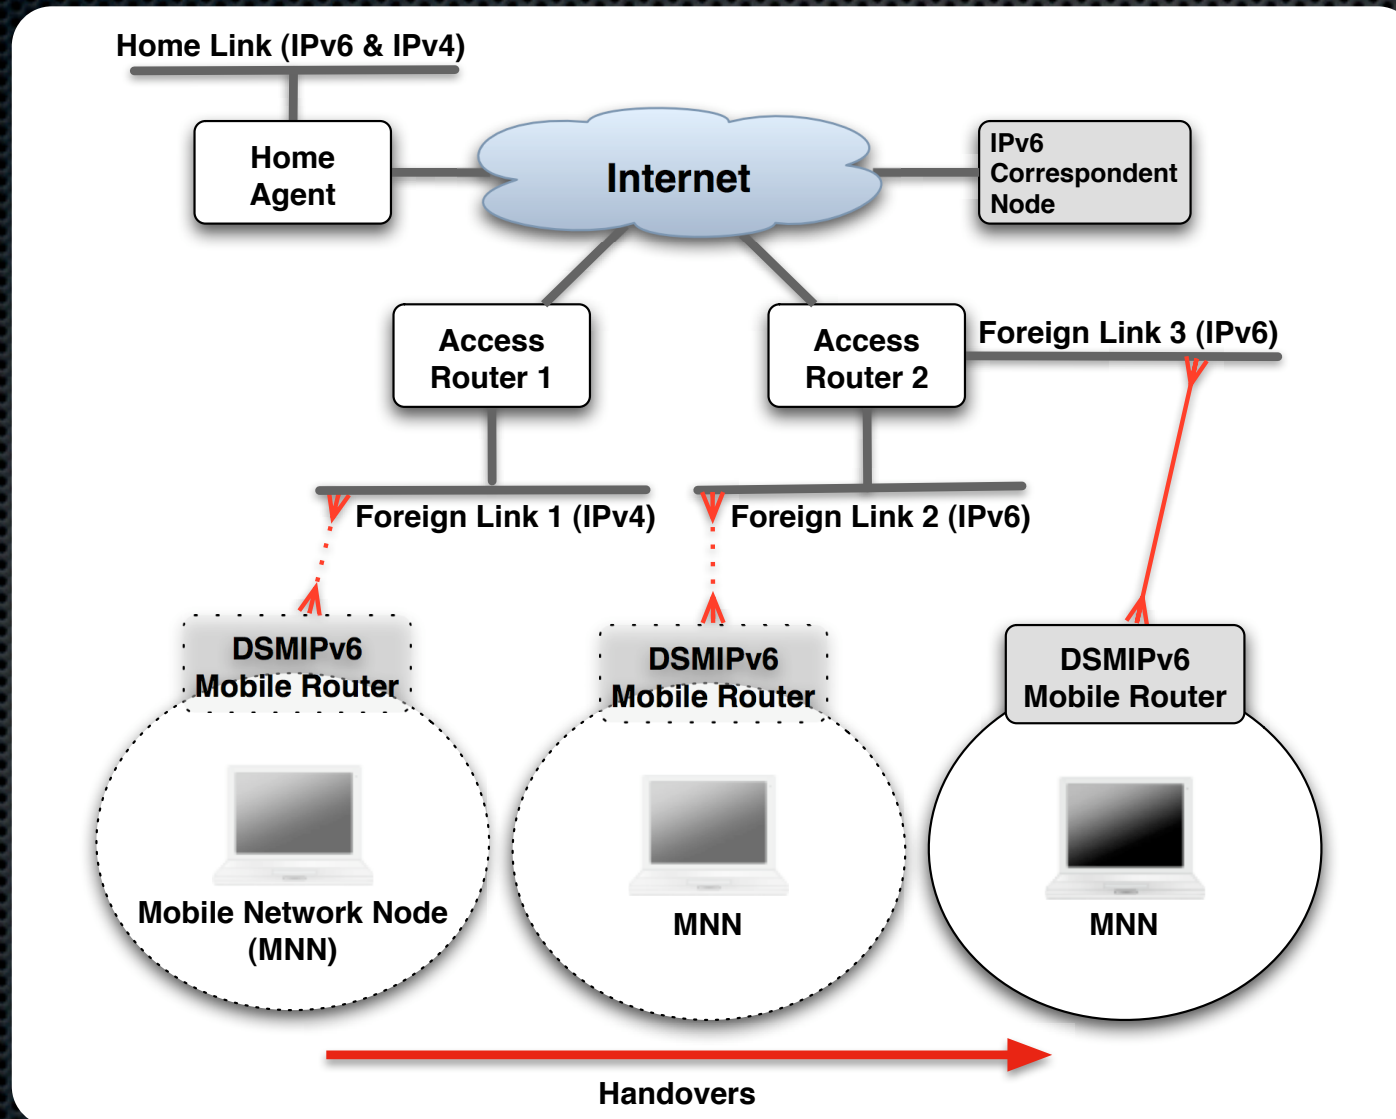 Home Link (IPv6 & IPv4)
Home
Agent
Internet
IPv6
Correspondent
Node
Access
Router 1
Access
Router 2
Foreign Link 3 (IPv6)
Foreign Link 1 (IPv4)
Foreign Link 2 (IPv6)
DSMIPv6
Mobile Router
DSMIPv6
Mobile Router
DSMIPv6
Mobile Router
Mobile Network Node
(MNN)
MNN
MNN
Handovers